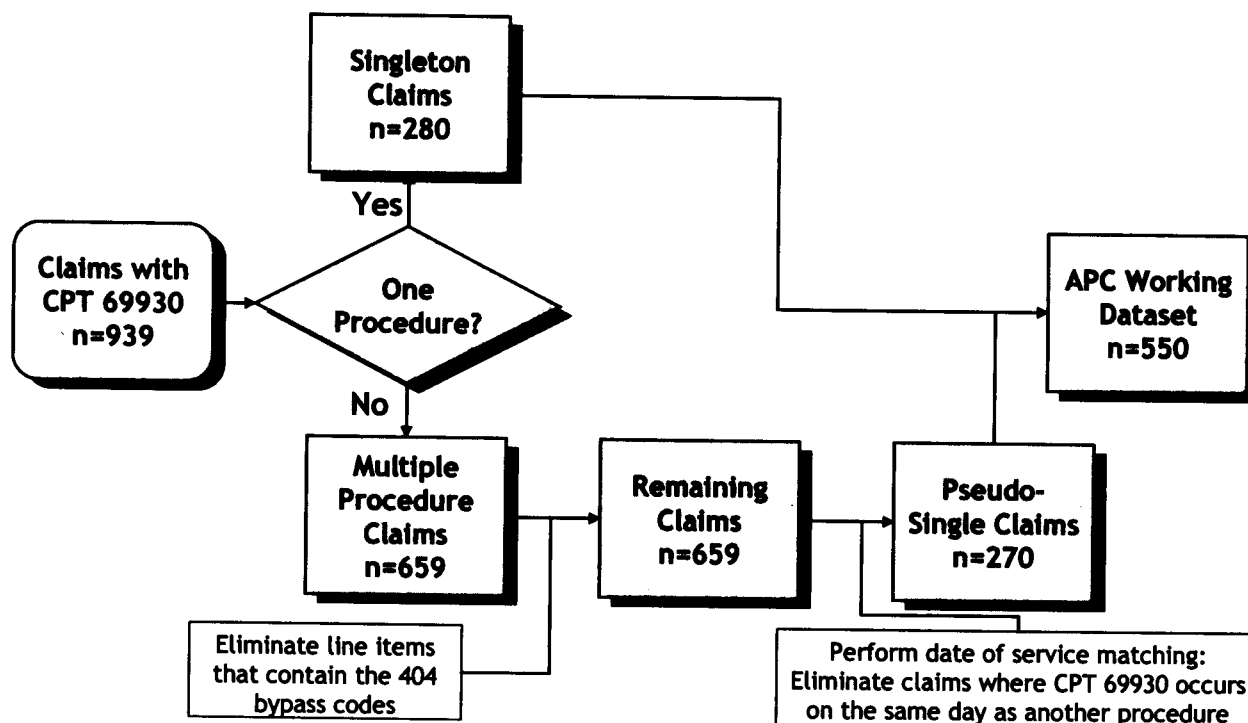 Singleton
Claims
n=280
Yes
Claims with
CPT 69930
n=939
One
Procedure?
APC Working
Dataset
n=550
No
Multiple
Procedure
Claims
n=659
Remaining
Claims
n=659
Pseudo-
Single Claims
n=270
Eliminate line items
that contain the 404
bypass codes
Perform date of service matching:
Eliminate claims where CPT 69930 occurs
on the same day as another procedure